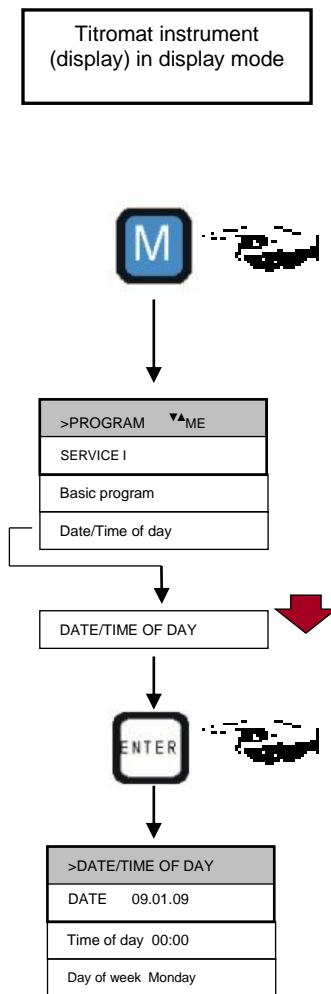 Titromat instrument
(display) in display mode
M
>PROGRAM ▼▲ME
SERVICE I
Basic program
Date/Time of day
DATE/TIME OF DAY
ENTER
>DATE/TIME OF DAY
DATE 09.01.09
Time of day 00:00
Day of week Monday